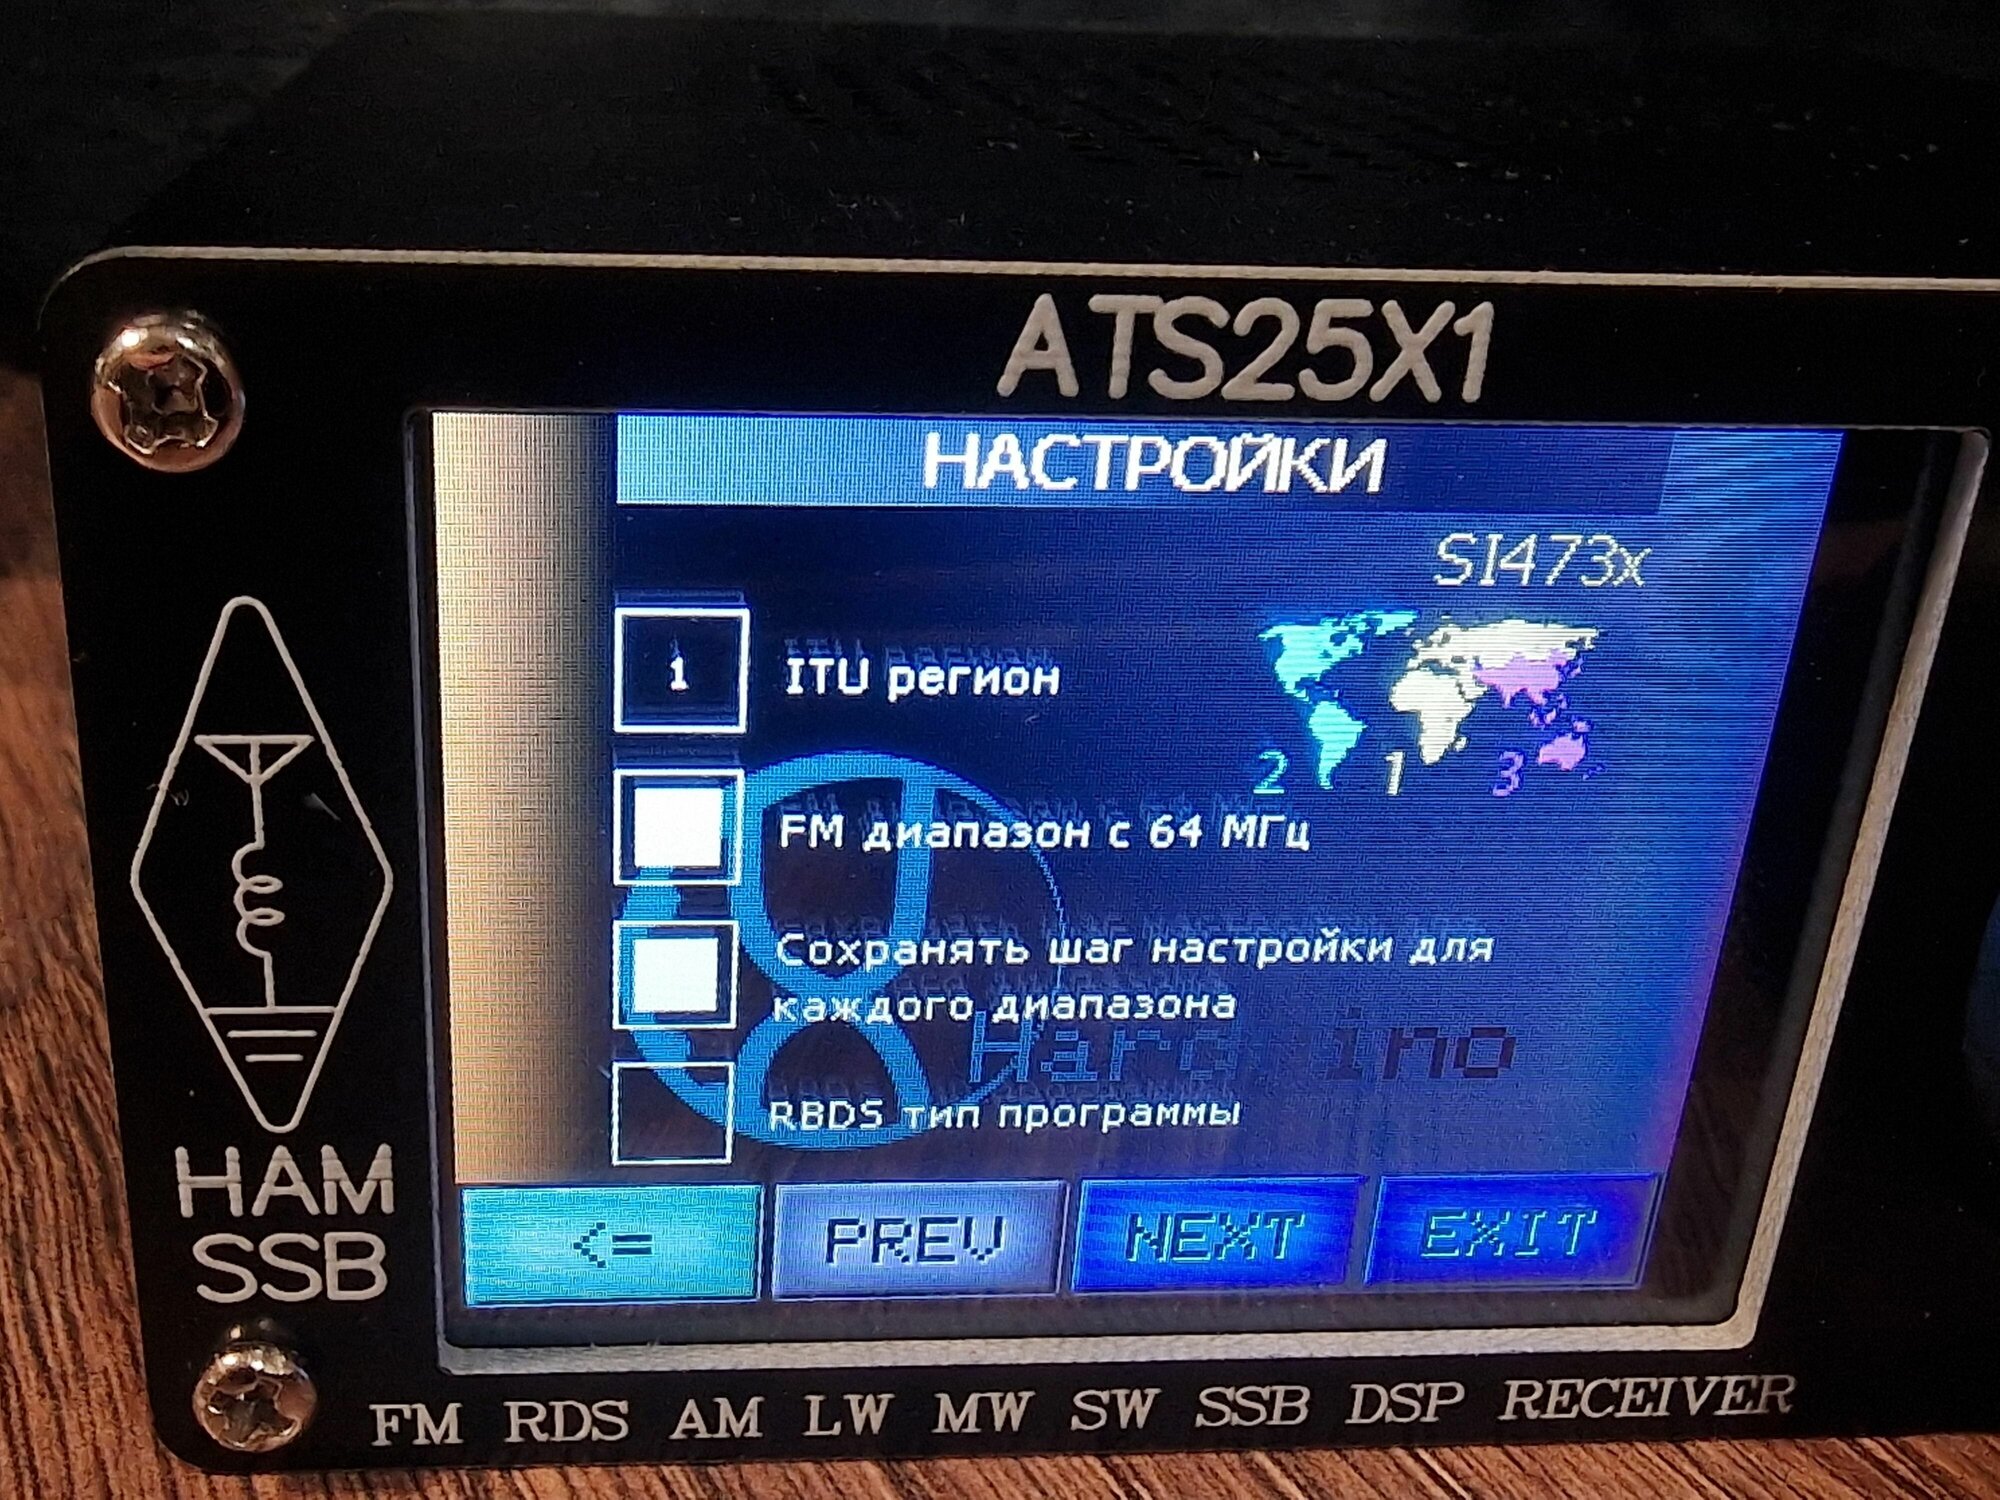 ATS25X1
НАСТРОЙКИ
SI473x
1
ITU регион
2 1 3
FM диапазон с 64 МГц
Сохранять шаг настройки для
каждого диапазона
RBDS тип программы
<= PREV NEXT EXIT
HAM
SSB
FM RDS AM LW MW SW SSB DSP RECEIVER